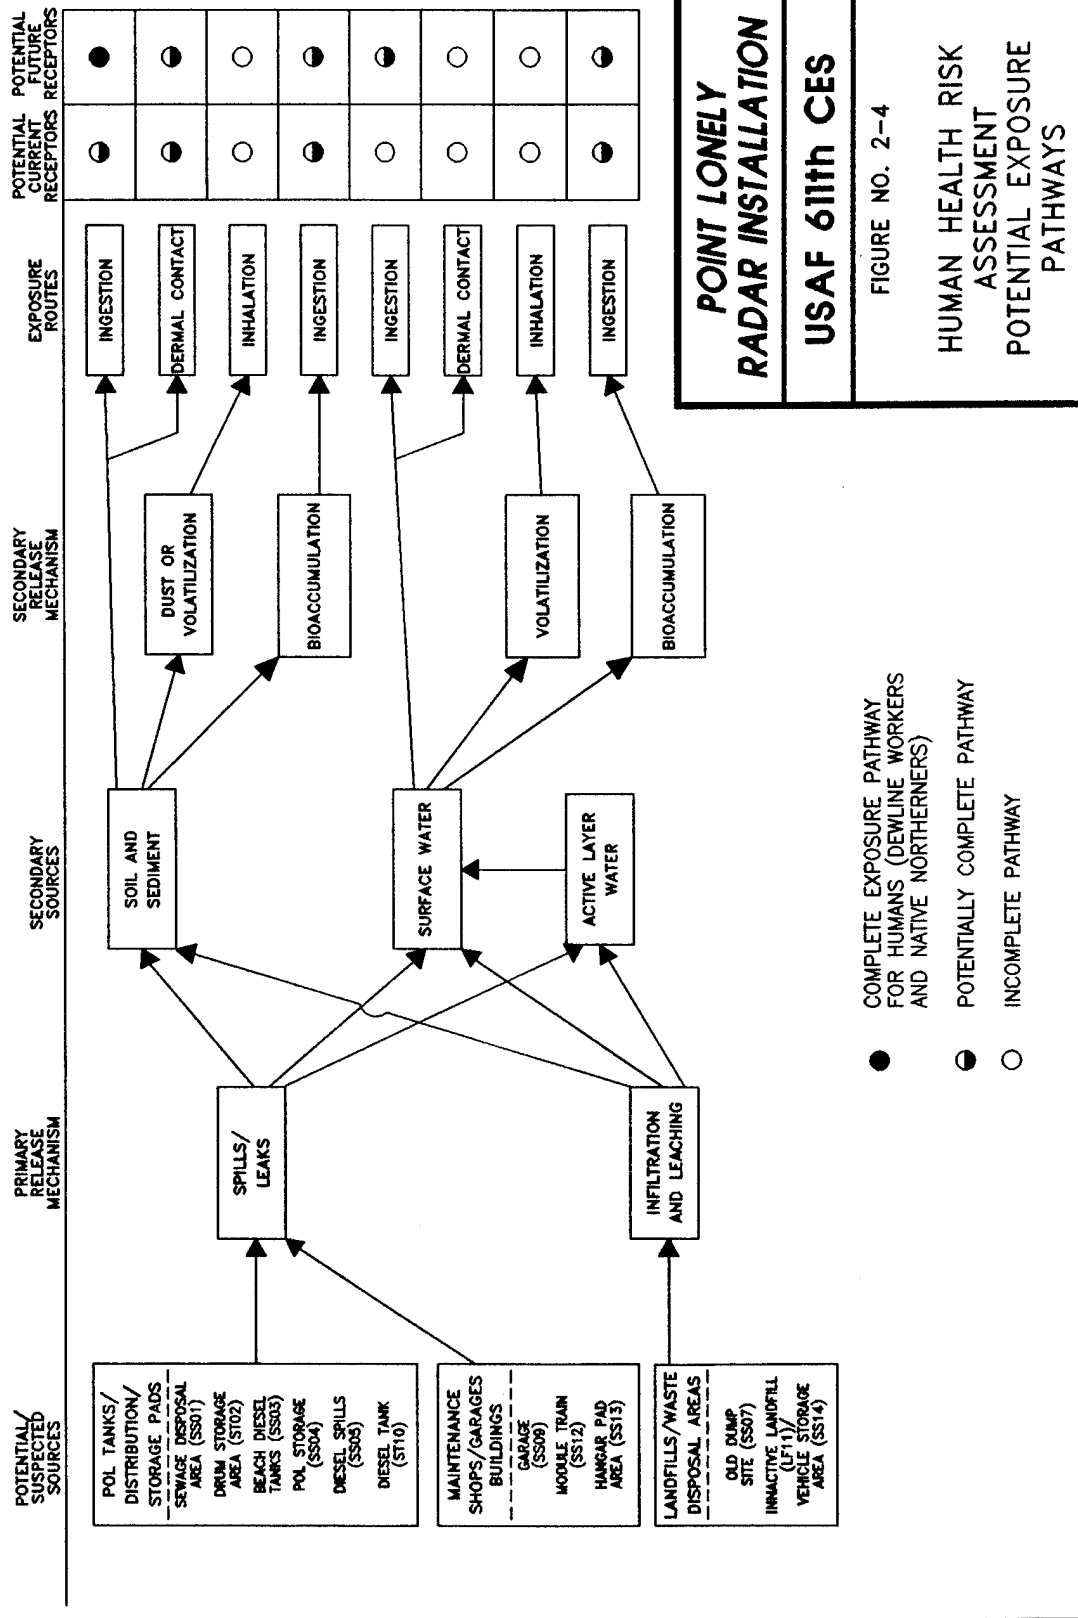 POTENTIAL/
SUSPECTED
SOURCES
PRIMARY
RELEASE
MECHANISM
SECONDARY
SOURCES
SECONDARY
RELEASE
MECHANISM
EXPOSURE
ROUTES
POTENTIAL
CURRENT
RECEPTORS
POTENTIAL
FUTURE
RECEPTORS
POL TANKS/
DISTRIBUTION/
STORAGE PADS
SEWAGE DISPOSAL
AREA (SS01)
DRUM STORAGE
AREA (ST02)
BEACH DIESEL
TANKS (SS03)
POL STORAGE
(SS04)
DIESEL SPILLS
(SS05)
DIESEL TANK
(ST10)
MAINTENANCE
SHOPS/GARAGES
BUILDINGS
GARAGE
(SS09)
MODULE TRAIN
(SS12)
HANGAR PAD
AREA (SS13)
LANDFILLS/WASTE
DISPOSAL AREAS
OLD DUMP
SITE (SS07)
INNACTIVE LANDFILL
(LF11)/
VEHICLE STORAGE
AREA (SS14)
SPILLS/
LEAKS
INFILTRATION
AND LEACHING
SOIL AND
SEDIMENT
SURFACE WATER
ACTIVE LAYER
WATER
DUST OR
VOLATILIZATION
BIOACCUMULATION
VOLATILIZATION
BIOACCUMULATION
INGESTION
DERMAL CONTACT
INHALATION
INGESTION
INGESTION
DERMAL CONTACT
INHALATION
INGESTION
COMPLETE EXPOSURE PATHWAY
FOR HUMANS (DEWLINE WORKERS
AND NATIVE NORTHERNERS)
POTENTIALLY COMPLETE PATHWAY
INCOMPLETE PATHWAY
POINT LONELY
RADAR INSTALLATION
USAF 611th CES
FIGURE NO. 2-4
HUMAN HEALTH RISK
ASSESSMENT
POTENTIAL EXPOSURE
PATHWAYS